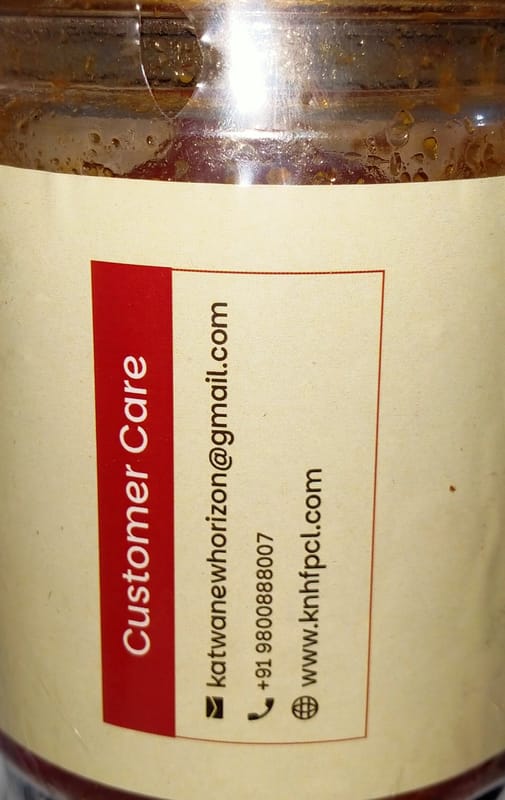 Customer Care
katwanewhorizon@gmail.com
+91 9800888007
www.knhfpcl.com